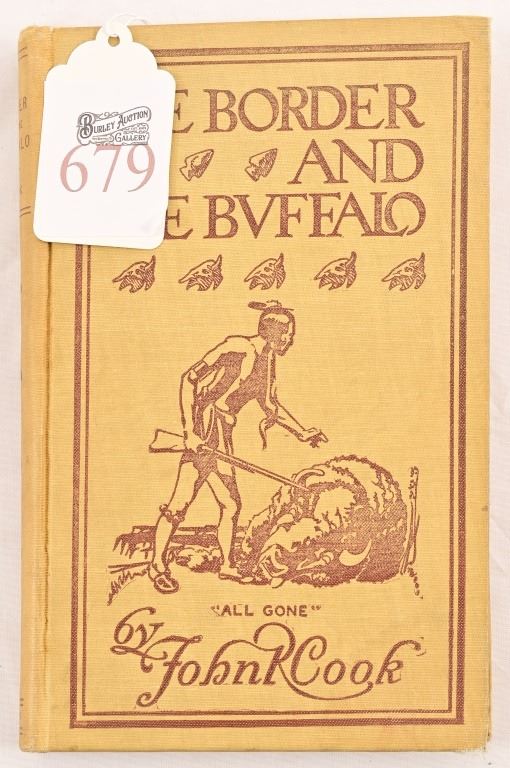 BURLEY AUCTION
GALLERY
679
E BORDER
AND
E BVFFALO
"ALL GONE"
by John R Cook